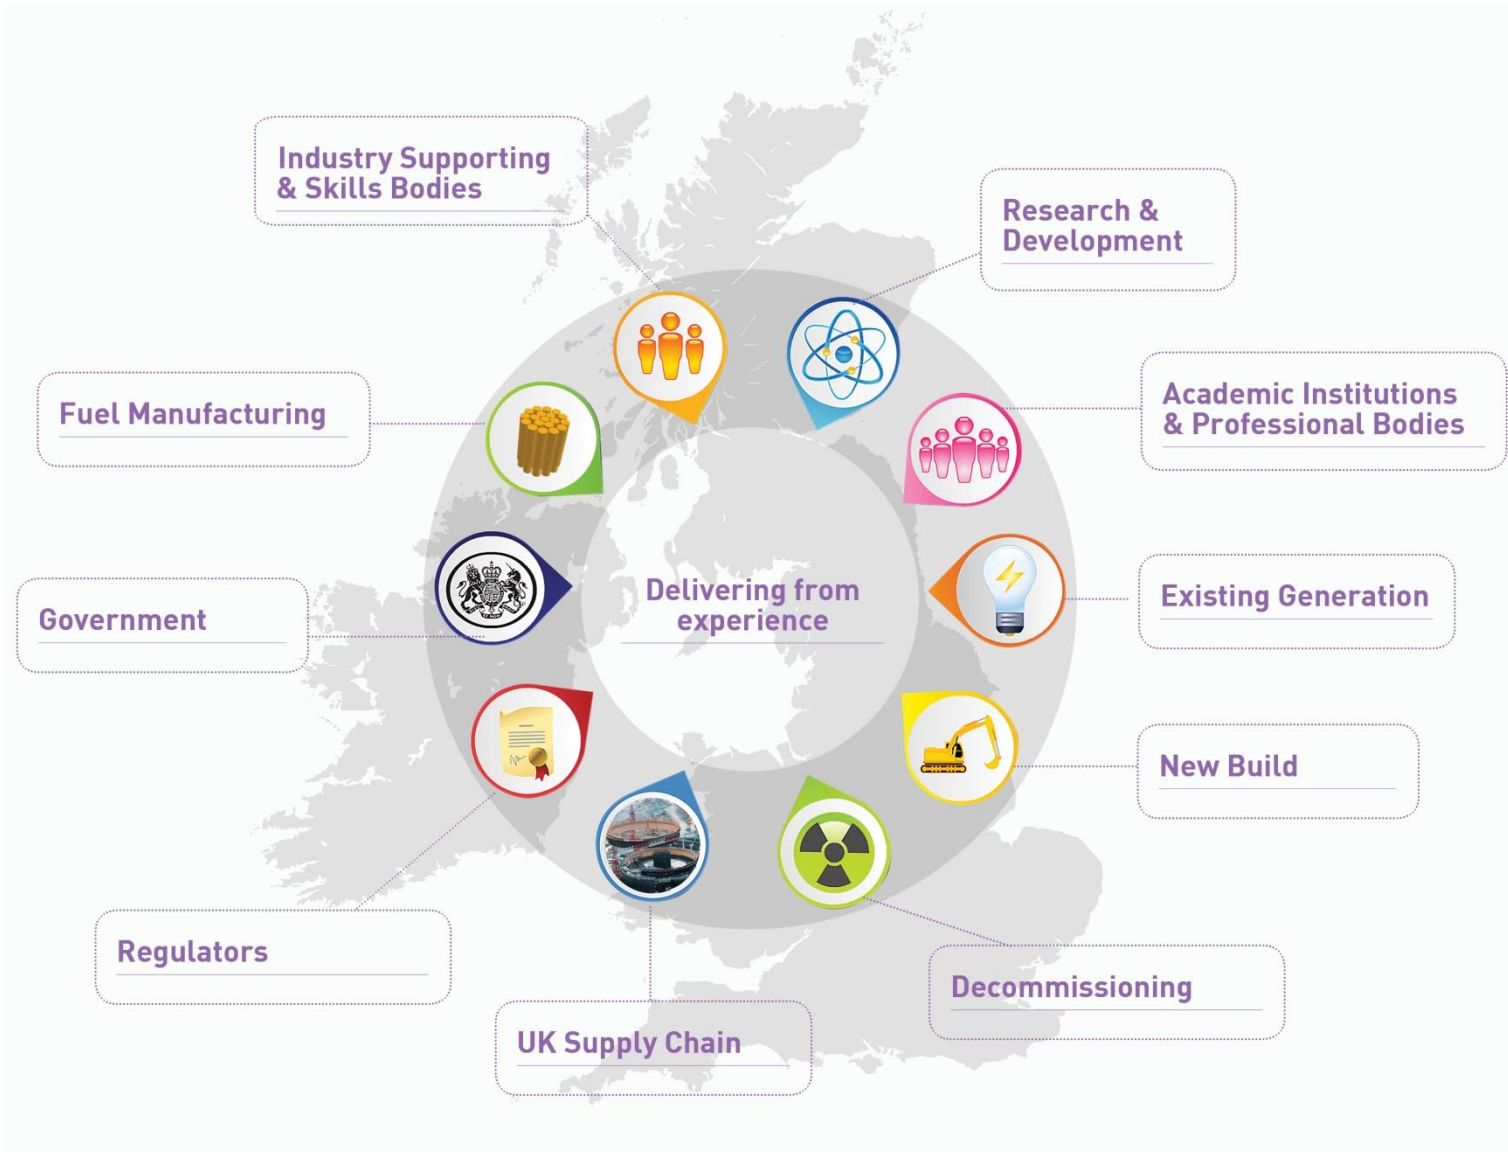 Industry Supporting
& Skills Bodies
Research &
Development
Fuel Manufacturing
Academic Institutions
& Professional Bodies
Government
Delivering from
experience
Existing Generation
New Build
Regulators
Decommissioning
UK Supply Chain